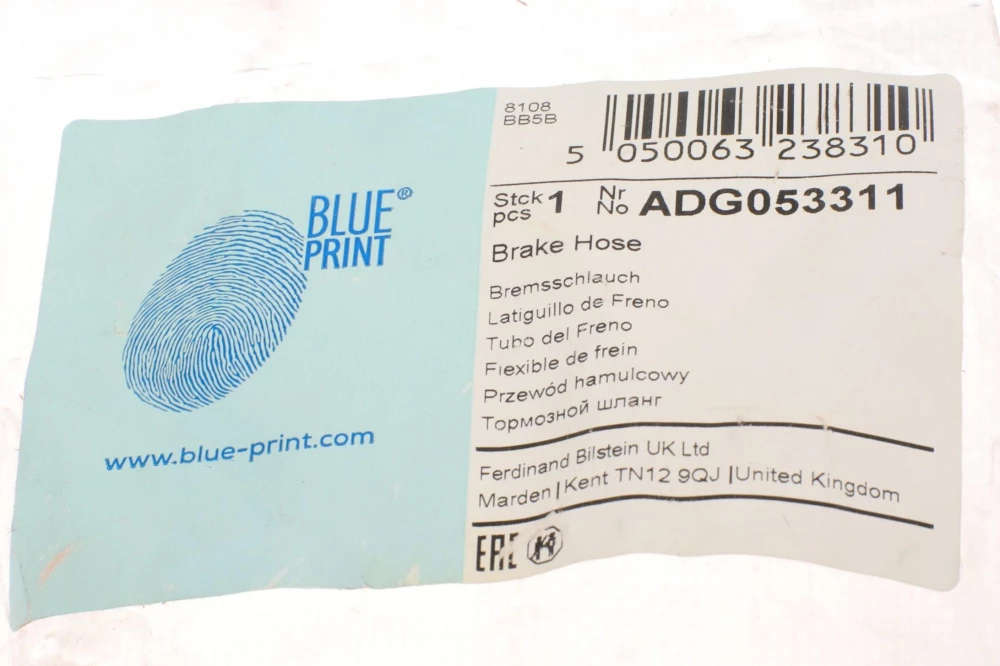 BLUE®
PRINT
www.blue-print.com
8108
BB5B
5 050063 238310
Stck
pcs 1 Nr
No ADG053311
Brake Hose
Bremsschlauch
Latiguillo de Freno
Tubo del Freno
Flexible de frein
Przewód hamulcowy
Тормозной шланг
Ferdinand Bilstein UK Ltd
Marden | Kent TN12 9QJ | United Kingdom
EAC